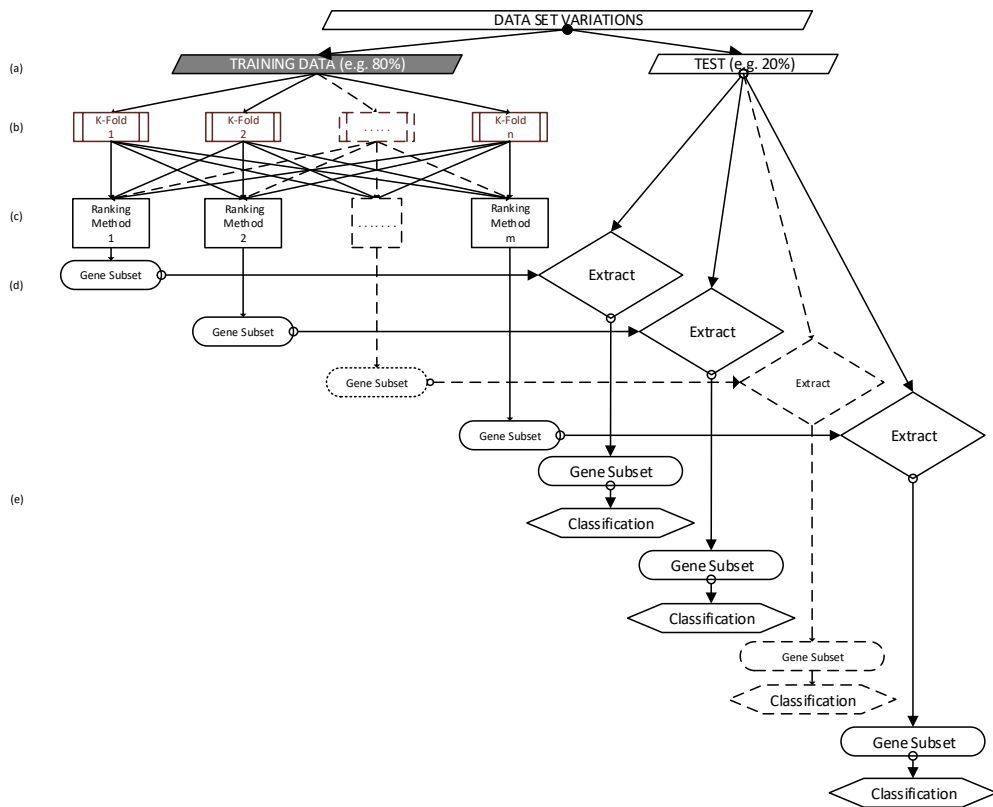 DATA SET VARIATIONS
(a)
TRAINING DATA (e.g. 80%)
TEST (e.g. 20%)
(b)
K-Fold
1
K-Fold
2
.....
K-Fold
n
(c)
Ranking
Method
1
Ranking
Method
2
.......
Ranking
Method
m
(d)
Gene Subset
Extract
Gene Subset
Extract
Gene Subset
Extract
Gene Subset
Extract
(e)
Gene Subset
Classification
Gene Subset
Classification
Gene Subset
Classification
Gene Subset
Classification